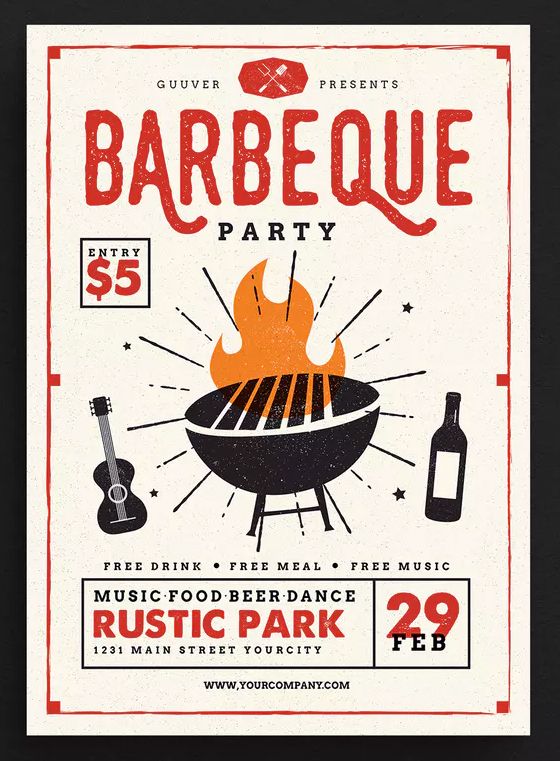 GUUVER PRESENTS
BARBEQUE
PARTY
ENTRY
$5
FREE DRINK • FREE MEAL • FREE MUSIC
MUSIC·FOOD·BEER·DANCE
RUSTIC PARK
1231 MAIN STREET YOURCITY
29
FEB
WWW,YOURCOMPANY.COM